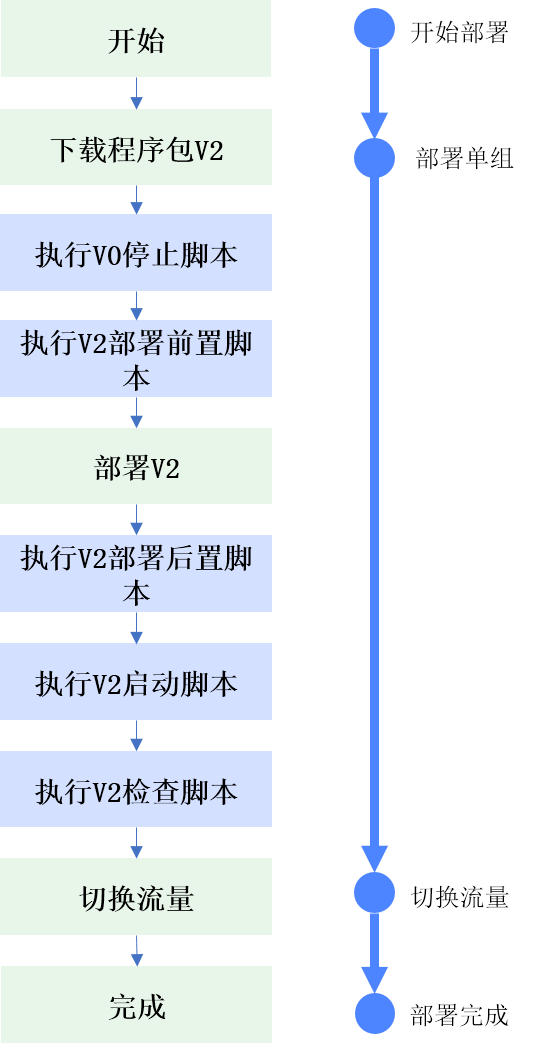 开始
下载程序包V2
执行V0停止脚本
执行V2部署前置脚
本
部署V2
执行V2部署后置脚
本
执行V2启动脚本
执行V2检查脚本
切换流量
完成
开始部署
部署单组
切换流量
部署完成